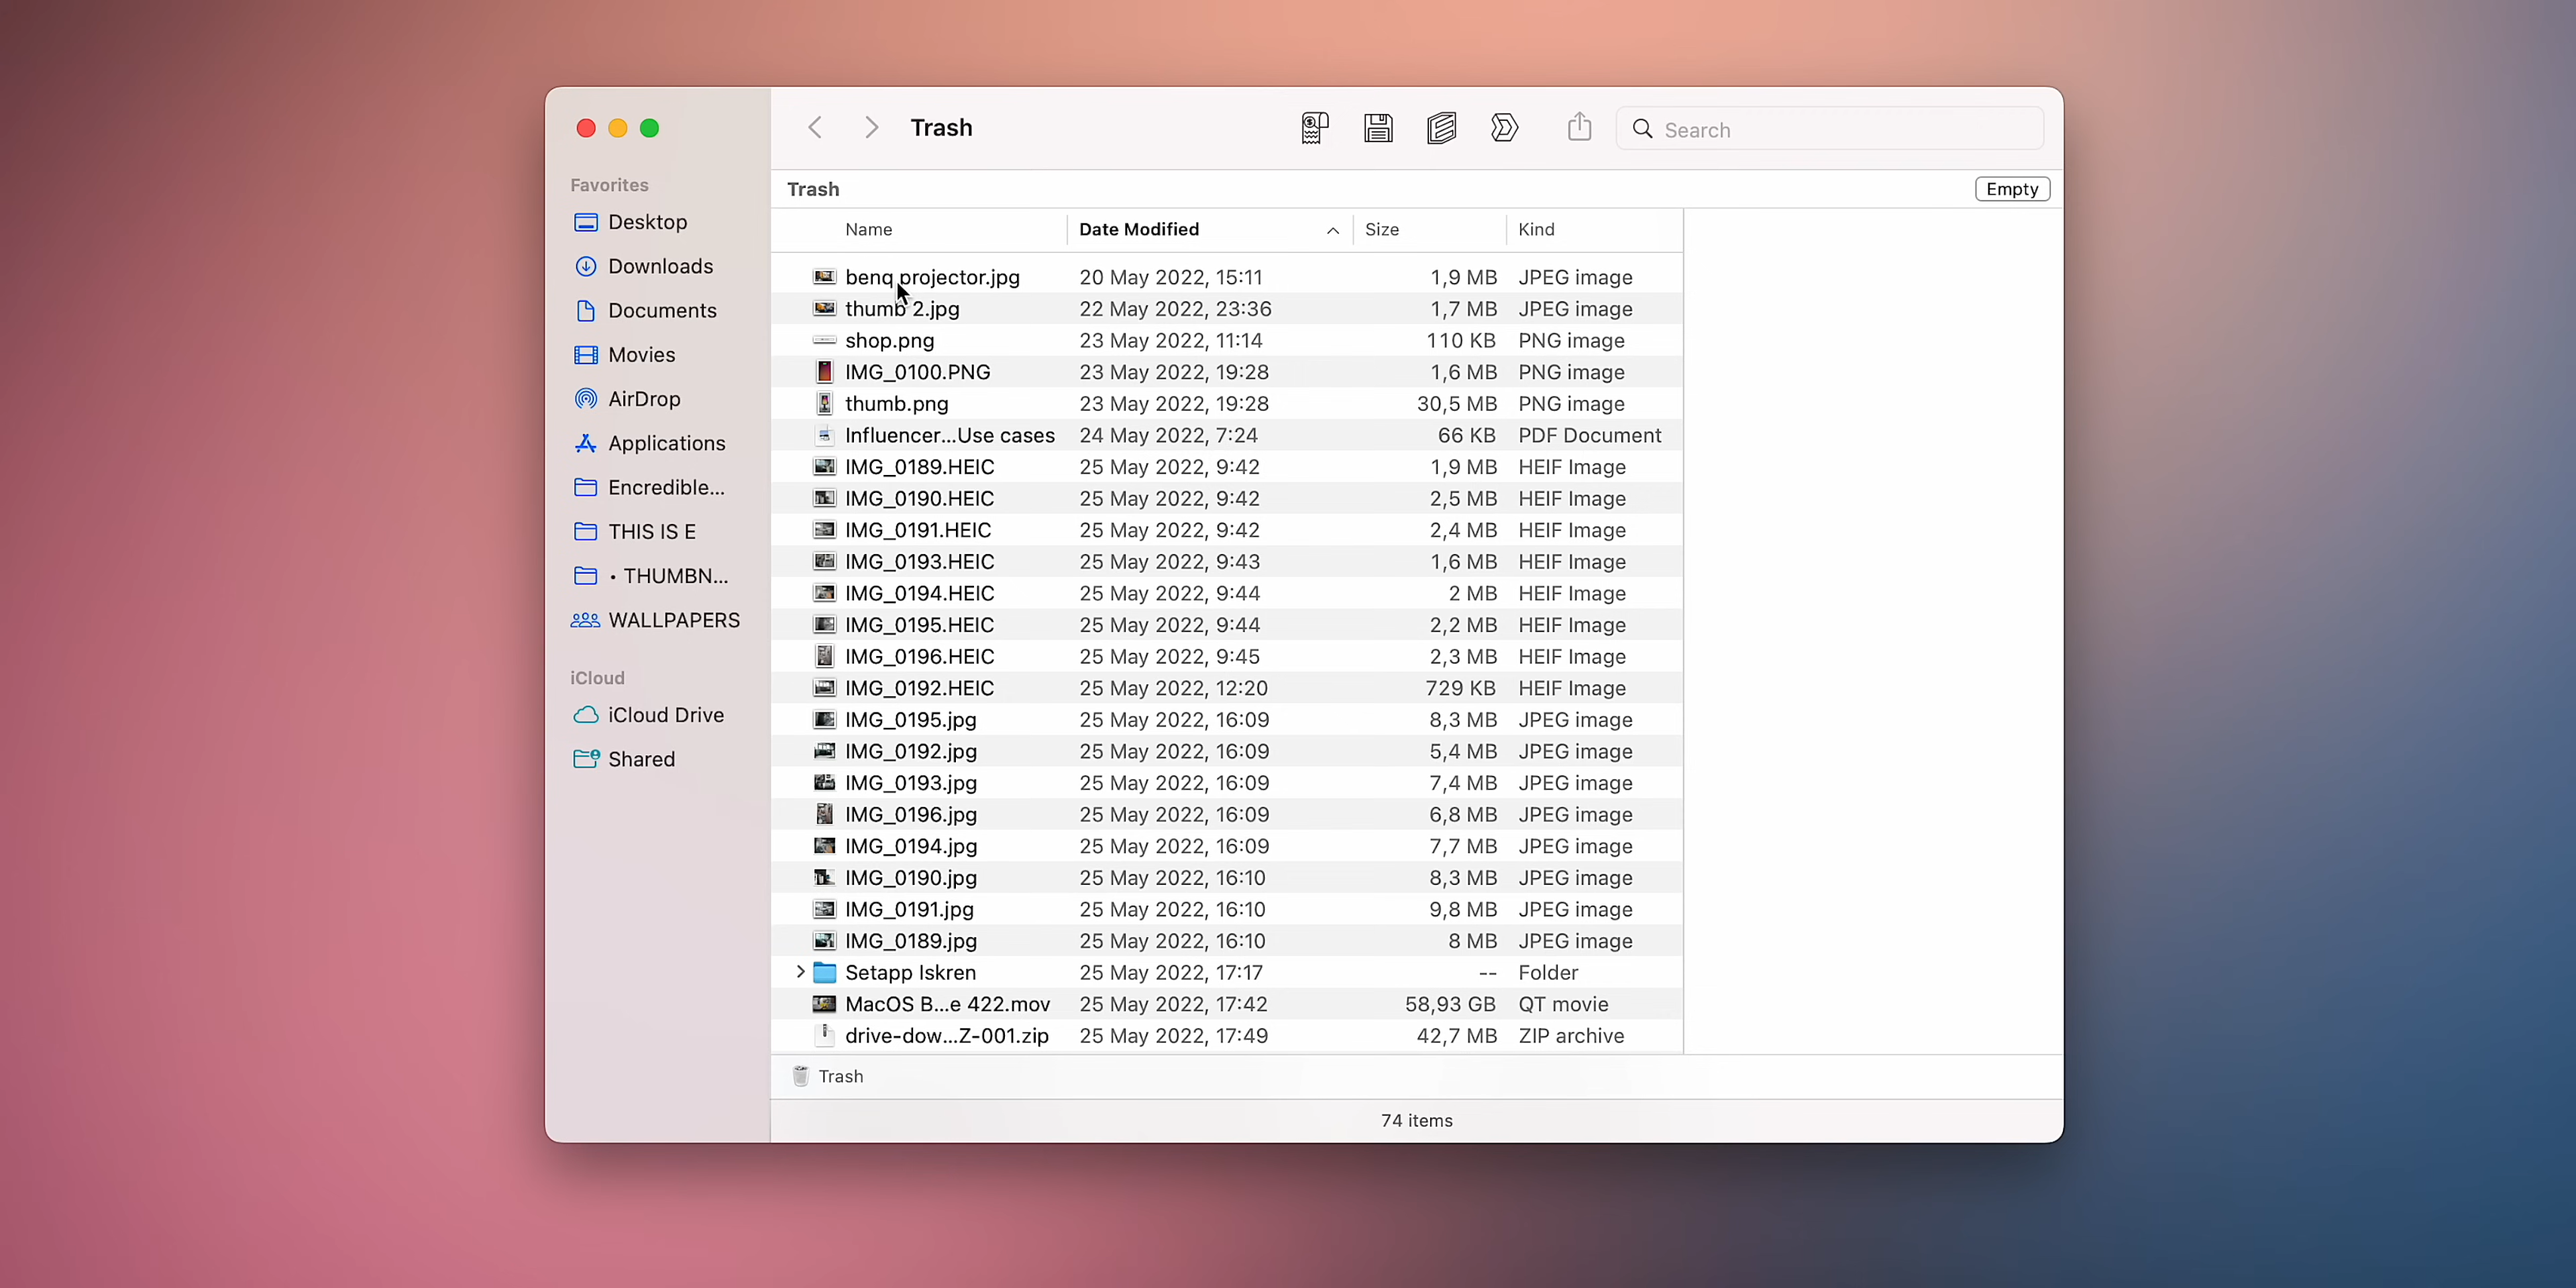 Trash
Search
Favorites
Desktop
Downloads
Documents
Movies
AirDrop
Applications
Encredible...
THIS IS E
• THUMBN...
WALLPAPERS
iCloud
iCloud Drive
Shared
Trash Empty
Name Date Modified Size Kind
benq projector.jpg 20 May 2022, 15:11 1,9 MB JPEG image
thumb 2.jpg 22 May 2022, 23:36 1,7 MB JPEG image
shop.png 23 May 2022, 11:14 110 KB PNG image
IMG_0100.PNG 23 May 2022, 19:28 1,6 MB PNG image
thumb.png 23 May 2022, 19:28 30,5 MB PNG image
Influencer...Use cases 24 May 2022, 7:24 66 KB PDF Document
IMG_0189.HEIC 25 May 2022, 9:42 1,9 MB HEIF Image
IMG_0190.HEIC 25 May 2022, 9:42 2,5 MB HEIF Image
IMG_0191.HEIC 25 May 2022, 9:42 2,4 MB HEIF Image
IMG_0193.HEIC 25 May 2022, 9:43 1,6 MB HEIF Image
IMG_0194.HEIC 25 May 2022, 9:44 2 MB HEIF Image
IMG_0195.HEIC 25 May 2022, 9:44 2,2 MB HEIF Image
IMG_0196.HEIC 25 May 2022, 9:45 2,3 MB HEIF Image
IMG_0192.HEIC 25 May 2022, 12:20 729 KB HEIF Image
IMG_0195.jpg 25 May 2022, 16:09 8,3 MB JPEG image
IMG_0192.jpg 25 May 2022, 16:09 5,4 MB JPEG image
IMG_0193.jpg 25 May 2022, 16:09 7,4 MB JPEG image
IMG_0196.jpg 25 May 2022, 16:09 6,8 MB JPEG image
IMG_0194.jpg 25 May 2022, 16:09 7,7 MB JPEG image
IMG_0190.jpg 25 May 2022, 16:10 8,3 MB JPEG image
IMG_0191.jpg 25 May 2022, 16:10 9,8 MB JPEG image
IMG_0189.jpg 25 May 2022, 16:10 8 MB JPEG image
Setapp Iskren 25 May 2022, 17:17 -- Folder
MacOS B...e 422.mov 25 May 2022, 17:42 58,93 GB QT movie
drive-dow...Z-001.zip 25 May 2022, 17:49 42,7 MB ZIP archive
Trash
74 items